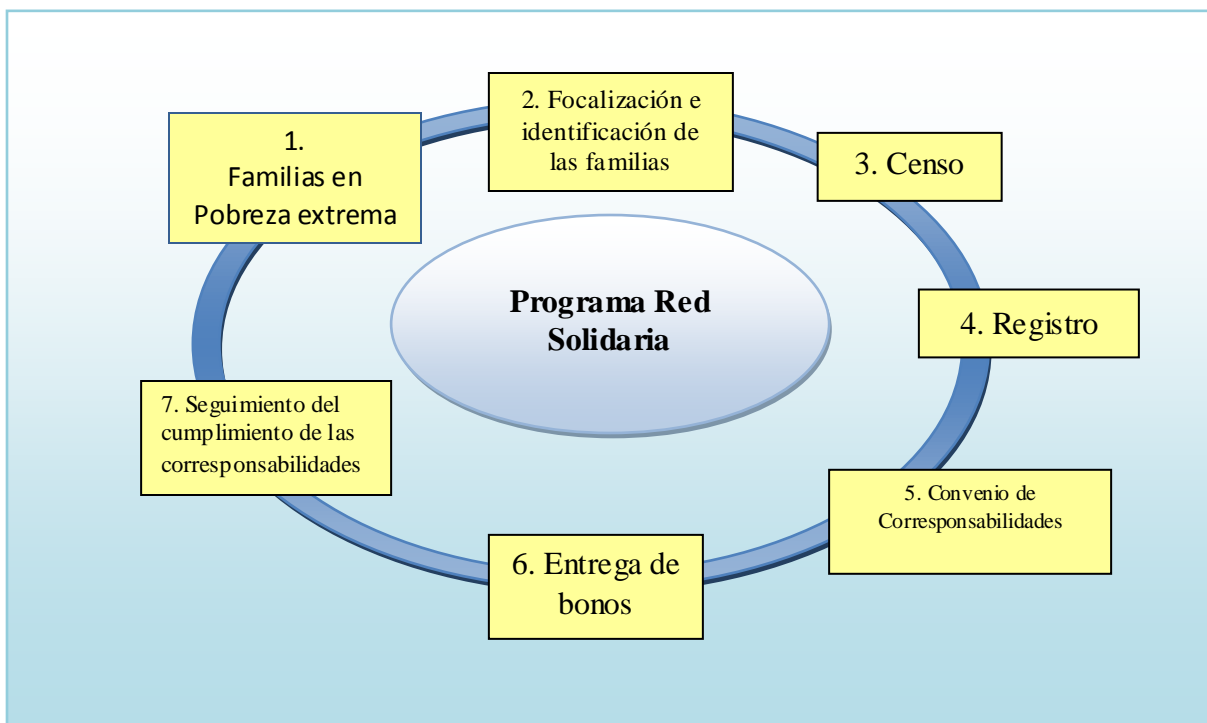 1.
Familias en
Pobreza extrema
2. Focalización e
identificación de
las familias
3. Censo
4. Registro
Programa Red
Solidaria
5. Convenio de
Corresponsabilidades
6. Entrega de
bonos
7. Seguimiento del
cumplimiento de las
corresponsabilidades